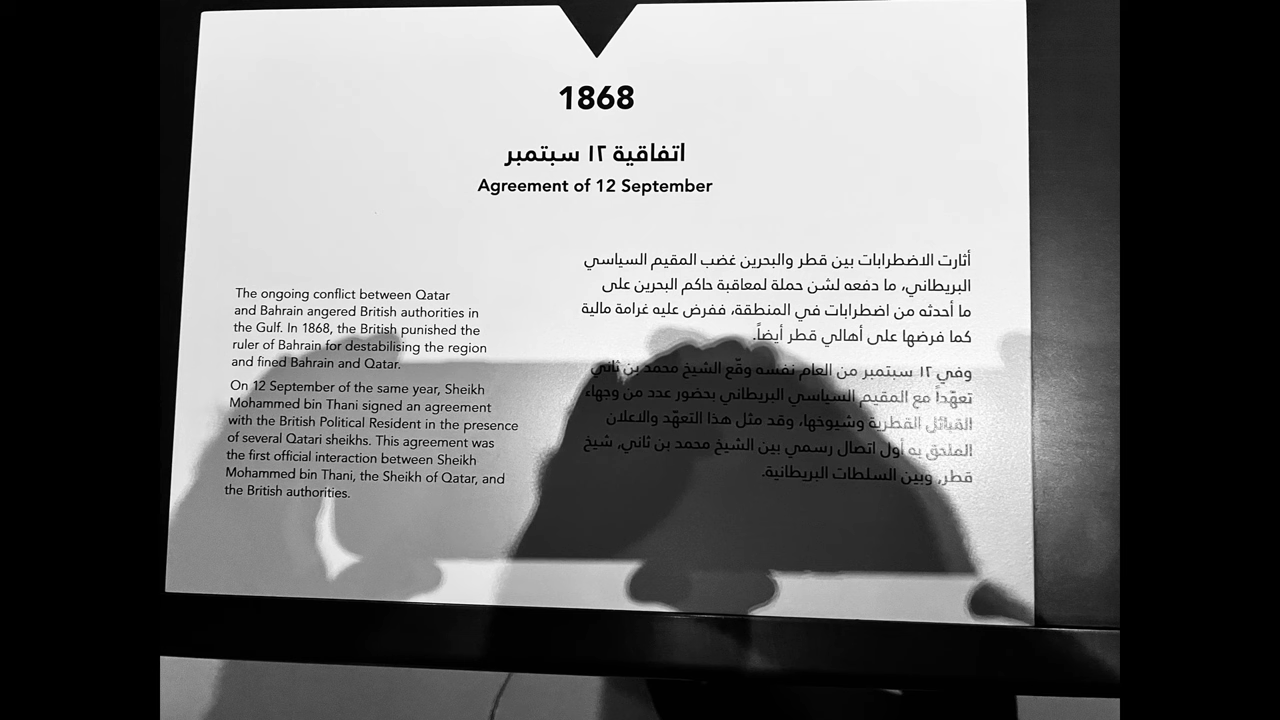 1868
اتفاقية ١٢ سبتمبر
Agreement of 12 September
أثارت الاضطرابات بين قطر والبحرين غضب المقيم السياسي
البريطاني، ما دفعه لشن حملة لمعاقبة حاكم البحرين على
ما أحدثه من اضطرابات في المنطقة، ففرض عليه غرامة مالية
كما فرضها على أهالي قطر أيضاً.
وفي ١٢ سبتمبر من العام نفسه وقّع الشيخ محمد بن ثاني
تعهّداً مع المقيم السياسي البريطاني بحضور عدد من وجهاء
القبائل القطرية وشيوخها، وقد مثل هذا التعهّد والاعلان
الملحق به أول اتصال رسمي بين الشيخ محمد بن ثاني, شيخ
قطر, وبين السلطات البريطانية.
The ongoing conflict between Qatar
and Bahrain angered British authorities in
the Gulf. In 1868, the British punished the
ruler of Bahrain for destabilising the region
and fined Bahrain and Qatar.
On 12 September of the same year, Sheikh
Mohammed bin Thani signed an agreement
with the British Political Resident in the presence
of several Qatari sheikhs. This agreement was
the first official interaction between Sheikh
Mohammed bin Thani, the Sheikh of Qatar, and
the British authorities.